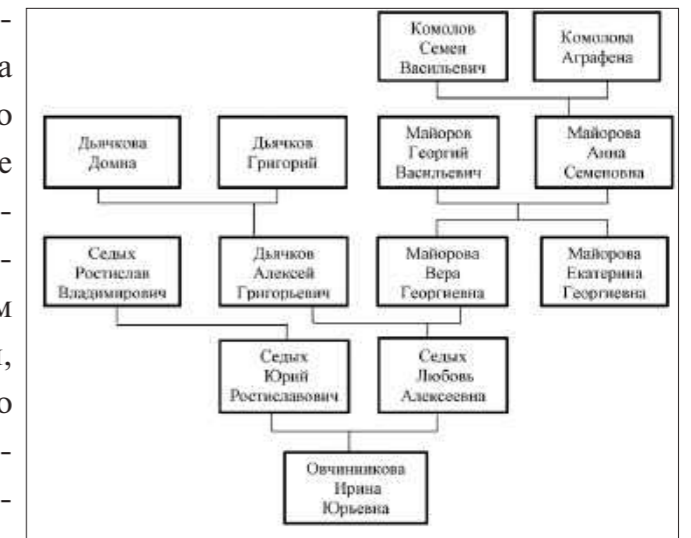 Комолов
Семен
Васильевич
Комолова
Аграфена
Дьячкова
Домна
Дьячков
Григорий
Майоров
Георгий
Васильевич
Майорова
Анна
Семеновна
Седых
Ростислав
Владимирович
Дьячков
Алексей
Григорьевич
Майорова
Вера
Георгиевна
Майорова
Екатерина
Георгиевна
Седых
Юрий
Ростиславович
Седых
Любовь
Алексеевна
Овчинникова
Ирина
Юрьевна